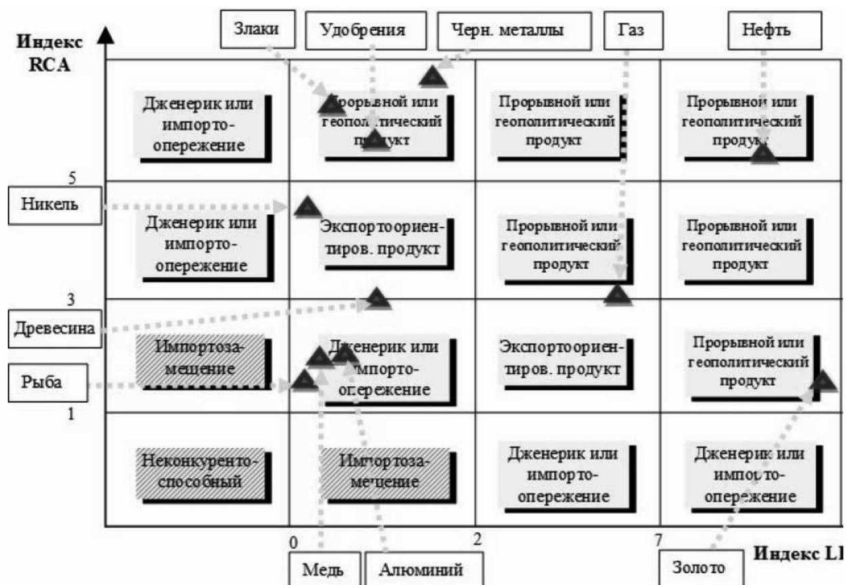 Индекс
RCA
Злаки
Удобрения
Черн. металлы
Газ
Нефть
Дженерик или
импорто-
опережение
Прорывной или
геополитический
продукт
Прорывной или
геополитический
продукт
Прорывной или
геополитический
продукт
5
Никель
Дженерик или
импорто-
опережение
Экспортоориен-
тиров. продукт
Прорывной или
геополитический
продукт
Прорывной или
геополитический
продукт
3
Древесина
Импортоза-
мещение
Дженерик или
импорто-
опережение
Экспортоориен-
тиров. продукт
Прорывной или
геополитический
продукт
Рыба
1
Неконкуренто-
способный
Импортоза-
мещение
Дженерик или
импорто-
опережение
Дженерик или
импорто-
опережение
0
2
7
Медь
Алюминий
Золото
Индекс